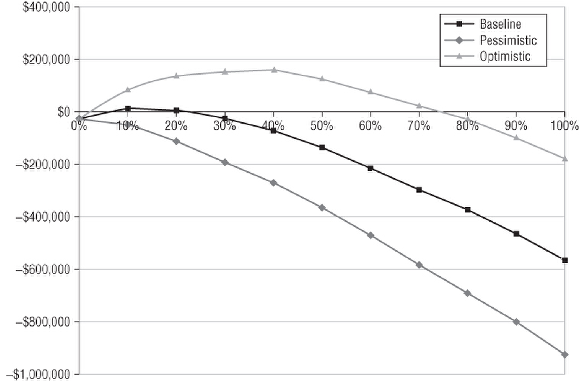 $400,000
Baseline
Pessimistic
Optimistic
$200,000
$0
0% 10% 20% 30% 40% 50% 60% 70% 80% 90% 100%
–$200,000
–$400,000
–$600,000
–$800,000
–$1,000,000